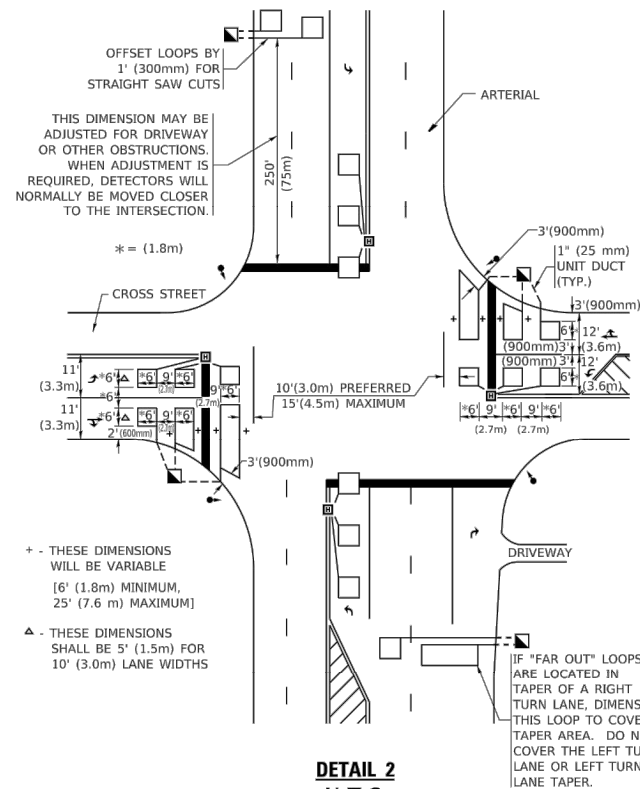 OFFSET LOOPS BY
1' (300mm) FOR
STRAIGHT SAW CUTS
THIS DIMENSION MAY BE
ADJUSTED FOR DRIVEWAY
OR OTHER OBSTRUCTIONS.
WHEN ADJUSTMENT IS
REQUIRED, DETECTORS WILL
NORMALLY BE MOVED CLOSER
TO THE INTERSECTION.
* = (1.8m)
250'
(75m)
ARTERIAL
H
3'(900mm)
1" (25 mm)
UNIT DUCT
(TYP.)
CROSS STREET
3'(900mm)
6'* 12'
(900mm) 3' (3.6m)
(900mm) 3' 12'
6'* (3.6m)
H
*6' 9' *6' 9' *6'
(2.7m) (2.7m)
11'
(3.3m)
*6' △
*6' 9' *6'
(2.7m)
H
9' *6'
(2.7m)
*6'
11'
(3.3m)
*6' △
*6' 9' *6'
2' (600mm)
10'(3.0m) PREFERRED
15'(4.5m) MAXIMUM
3'(900mm)
H
+ - THESE DIMENSIONS
WILL BE VARIABLE
[6' (1.8m) MINIMUM,
25' (7.6 m) MAXIMUM]
△ - THESE DIMENSIONS
SHALL BE 5' (1.5m) FOR
10' (3.0m) LANE WIDTHS
DRIVEWAY
IF "FAR OUT" LOOPS
ARE LOCATED IN
TAPER OF A RIGHT
TURN LANE, DIMENS
THIS LOOP TO COVE
TAPER AREA. DO N
COVER THE LEFT TU
LANE OR LEFT TURN
LANE TAPER.
DETAIL 2